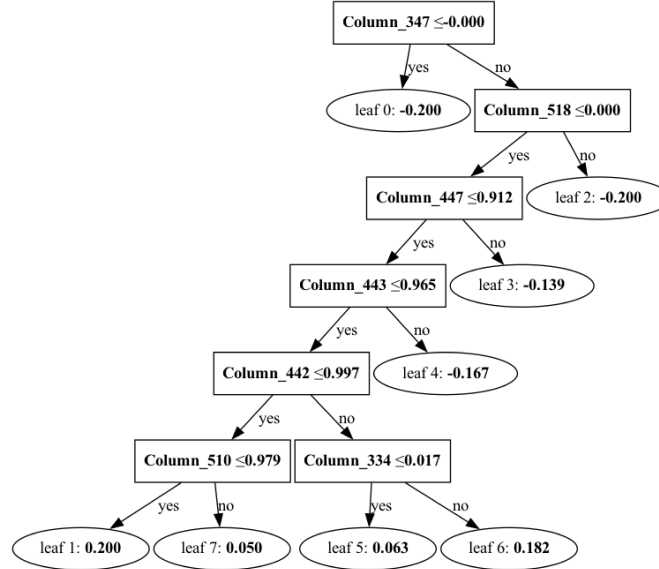 Column_347 ≤-0.000
yes
no
leaf 0: -0.200
Column_518 ≤0.000
yes
no
Column_447 ≤0.912
leaf 2: -0.200
yes
no
Column_443 ≤0.965
leaf 3: -0.139
yes
no
Column_442 ≤0.997
leaf 4: -0.167
yes
no
Column_510 ≤0.979
Column_334 ≤0.017
yes
no
yes
no
leaf 1: 0.200
leaf 7: 0.050
leaf 5: 0.063
leaf 6: 0.182